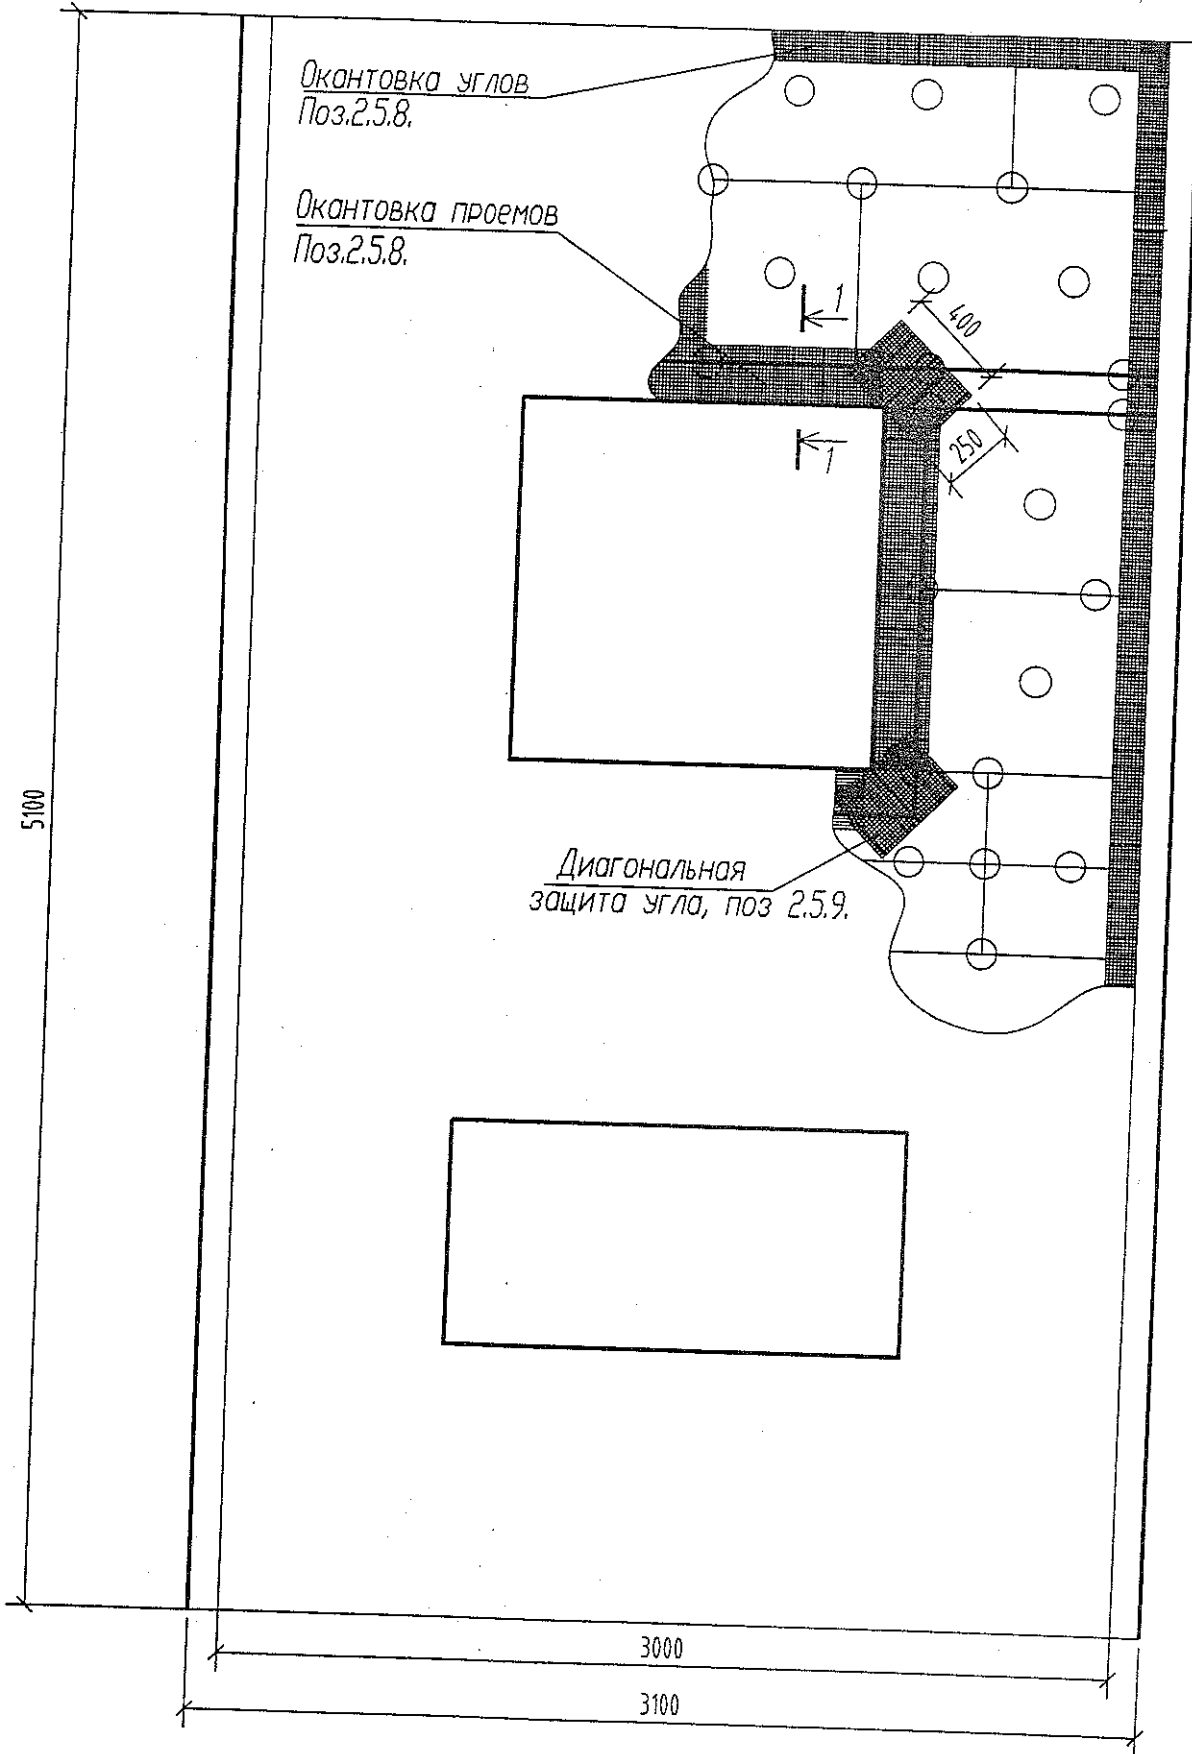 Окантовка углов
Поз.2.5.8.
Окантовка проемов
Поз.2.5.8.
1
400
250
1
5100
Диагональная
защита угла, поз 2.5.9.
3000
3100